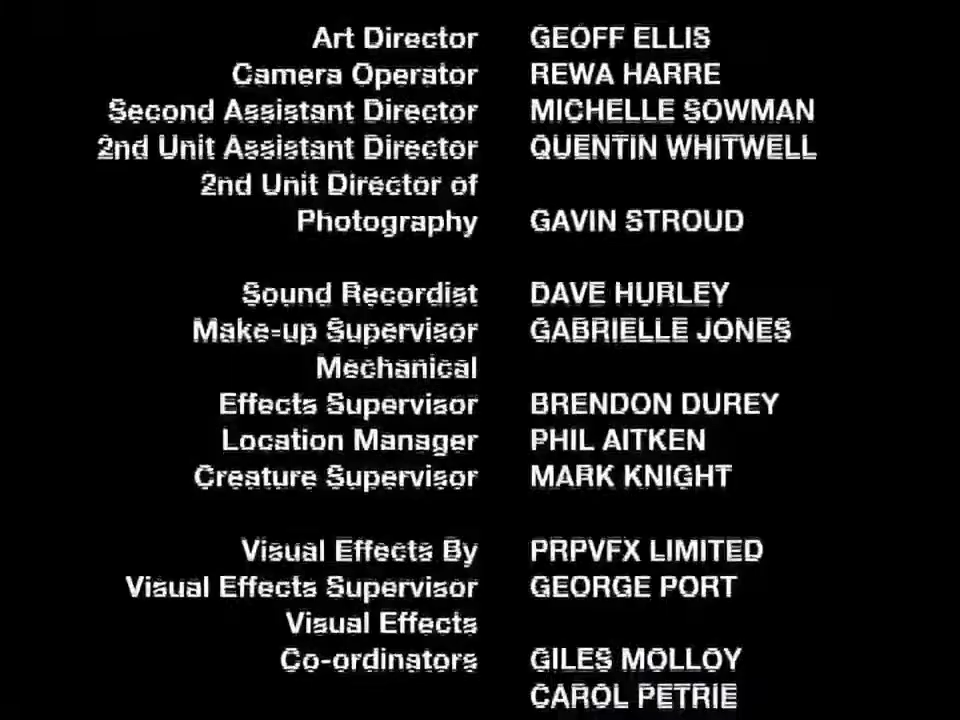 Art Director GEOFF ELLIS
Camera Operator REWA HARRE
Second Assistant Director MICHELLE SOWMAN
2nd Unit Assistant Director QUENTIN WHITWELL
2nd Unit Director of
Photography GAVIN STROUD
Sound Recordist DAVE HURLEY
Make-up Supervisor GABRIELLE JONES
Mechanical
Effects Supervisor BRENDON DUREY
Location Manager PHIL AITKEN
Creature Supervisor MARK KNIGHT
Visual Effects By PRPVFX LIMITED
Visual Effects Supervisor GEORGE PORT
Visual Effects
Co-ordinators GILES MOLLOY
CAROL PETRIE